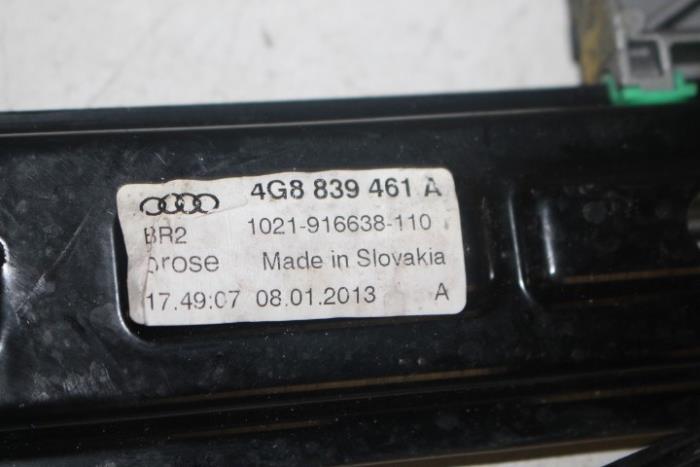 4G8 839 461 A
BR2 1021-916638-110
brose Made in Slovakia
17.49:07 08.01.2013 A